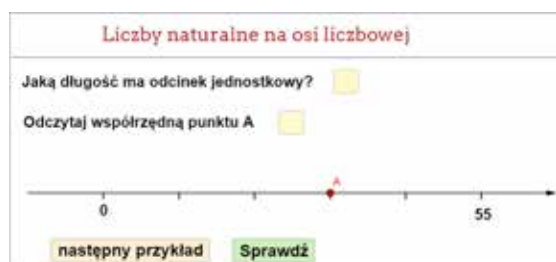 Liczby naturalne na osi liczbowej
Jaką długość ma odcinek jednostkowy?
Odczytaj współrzędną punktu A
A
0 55
następny przykład Sprawdź